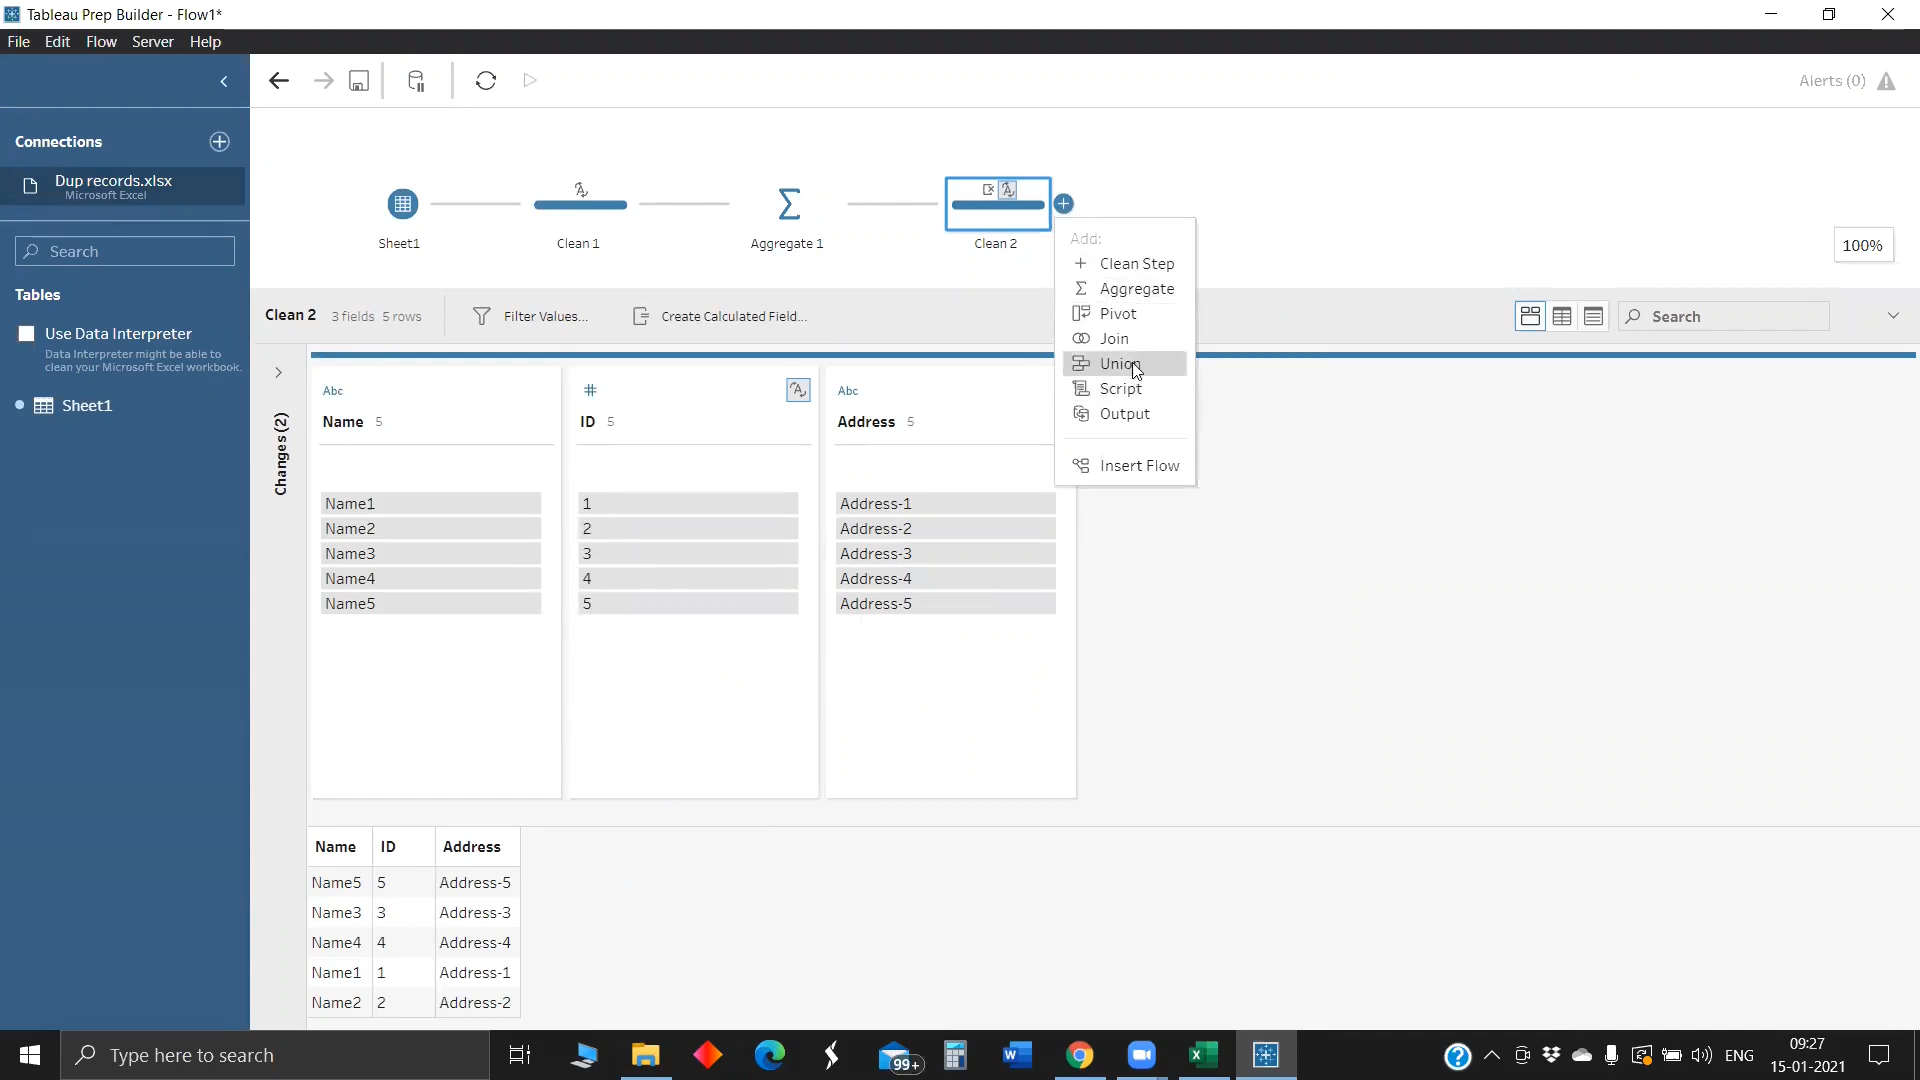 Tableau Prep Builder - Flow1*
File Edit Flow Server Help
Alerts (0)
Connections
Dup records.xlsx
Microsoft Excel
Search
Tables
Use Data Interpreter
Data Interpreter might be able to
clean your Microsoft Excel workbook.
Sheet1
Sheet1
Clean 1
Aggregate 1
Clean 2
100%
Add:
Clean Step
Aggregate
Pivot
Join
Union
Script
Output
Insert Flow
Clean 2 3 fields 5 rows
Filter Values...
Create Calculated Field...
Search
Changes (2)
Abc
Name 5
Name1
Name2
Name3
Name4
Name5
#
ID 5
1
2
3
4
5
Abc
Address 5
Address-1
Address-2
Address-3
Address-4
Address-5
Name ID Address
Name5 5 Address-5
Name3 3 Address-3
Name4 4 Address-4
Name1 1 Address-1
Name2 2 Address-2
Type here to search
99+
ENG
09:27
15-01-2021